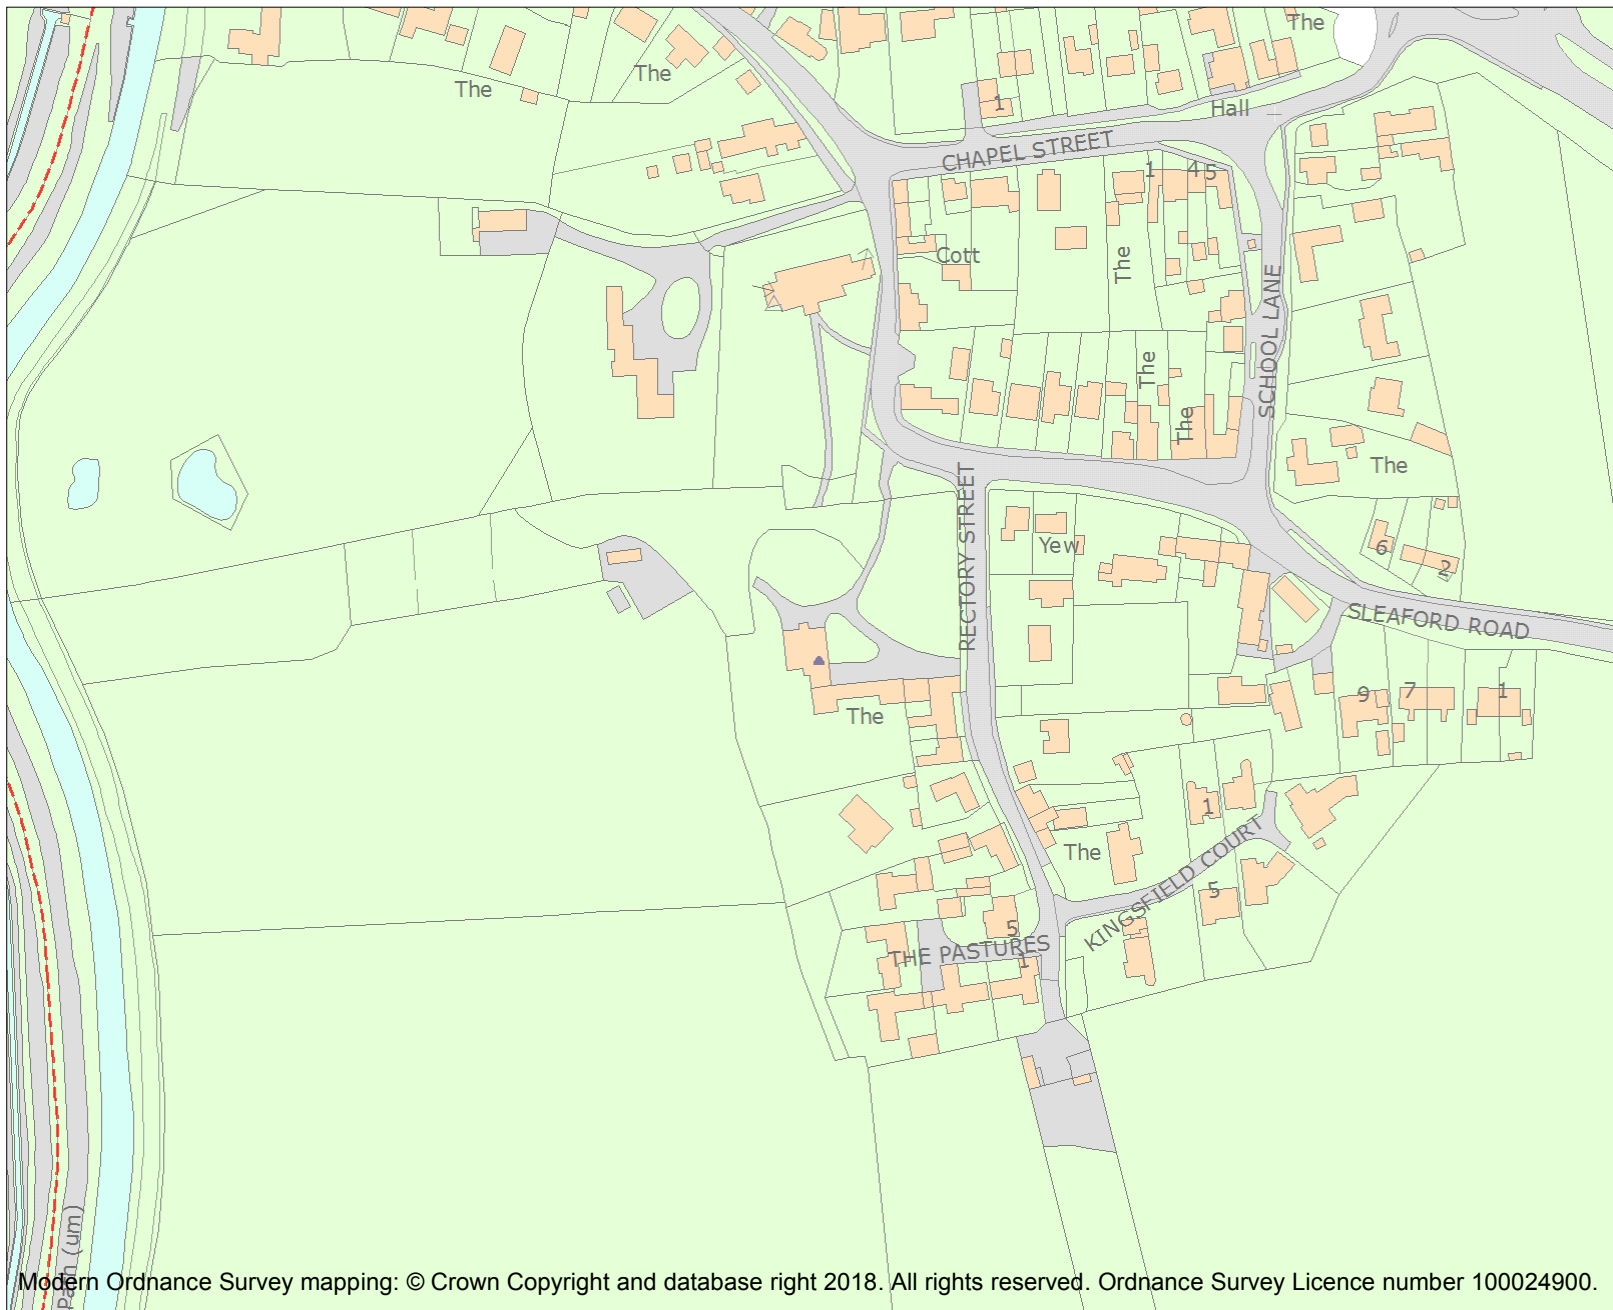 The
The
The
1
Hall
CHAPEL STREET
1
4
5
Cott
The
SCHOOL LANE
The
The
The
RECTORY STREET
Yew
6
2
SLEAFORD ROAD
9
7
1
The
1
The
KINGSFIELD COURT
5
5
THE PASTURES
1
Path (um)
Modern Ordnance Survey mapping: © Crown Copyright and database right 2018. All rights reserved. Ordnance Survey Licence number 100024900.